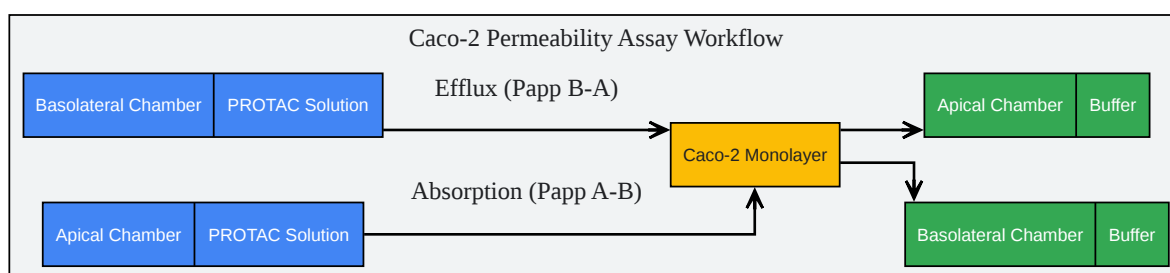 Caco-2 Permeability Assay Workflow
Basolateral Chamber PROTAC Solution
Efflux (Papp B-A)
Apical Chamber Buffer
Caco-2 Monolayer
Absorption (Papp A-B)
Apical Chamber PROTAC Solution
Basolateral Chamber Buffer